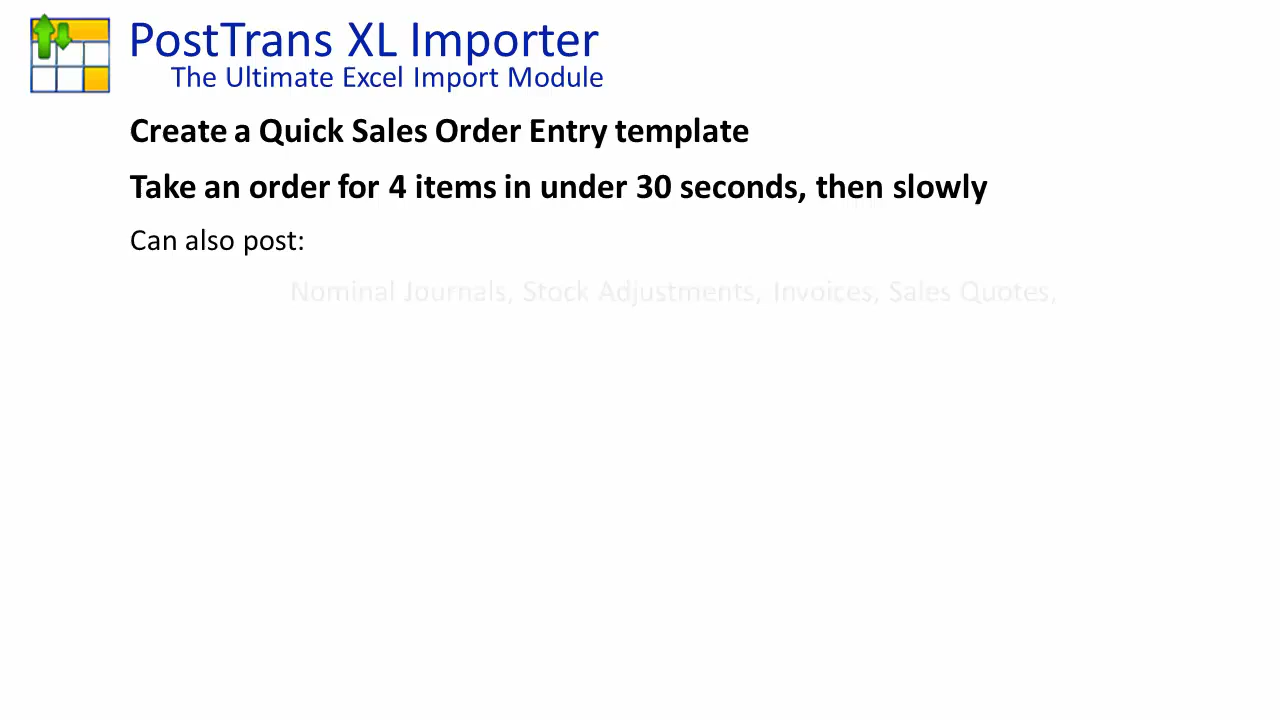 PostTrans XL Importer
The Ultimate Excel Import Module
Create a Quick Sales Order Entry template
Take an order for 4 items in under 30 seconds, then slowly
Can also post:
Nominal Journals, Stock Adjustments, Invoices, Sales Quotes,